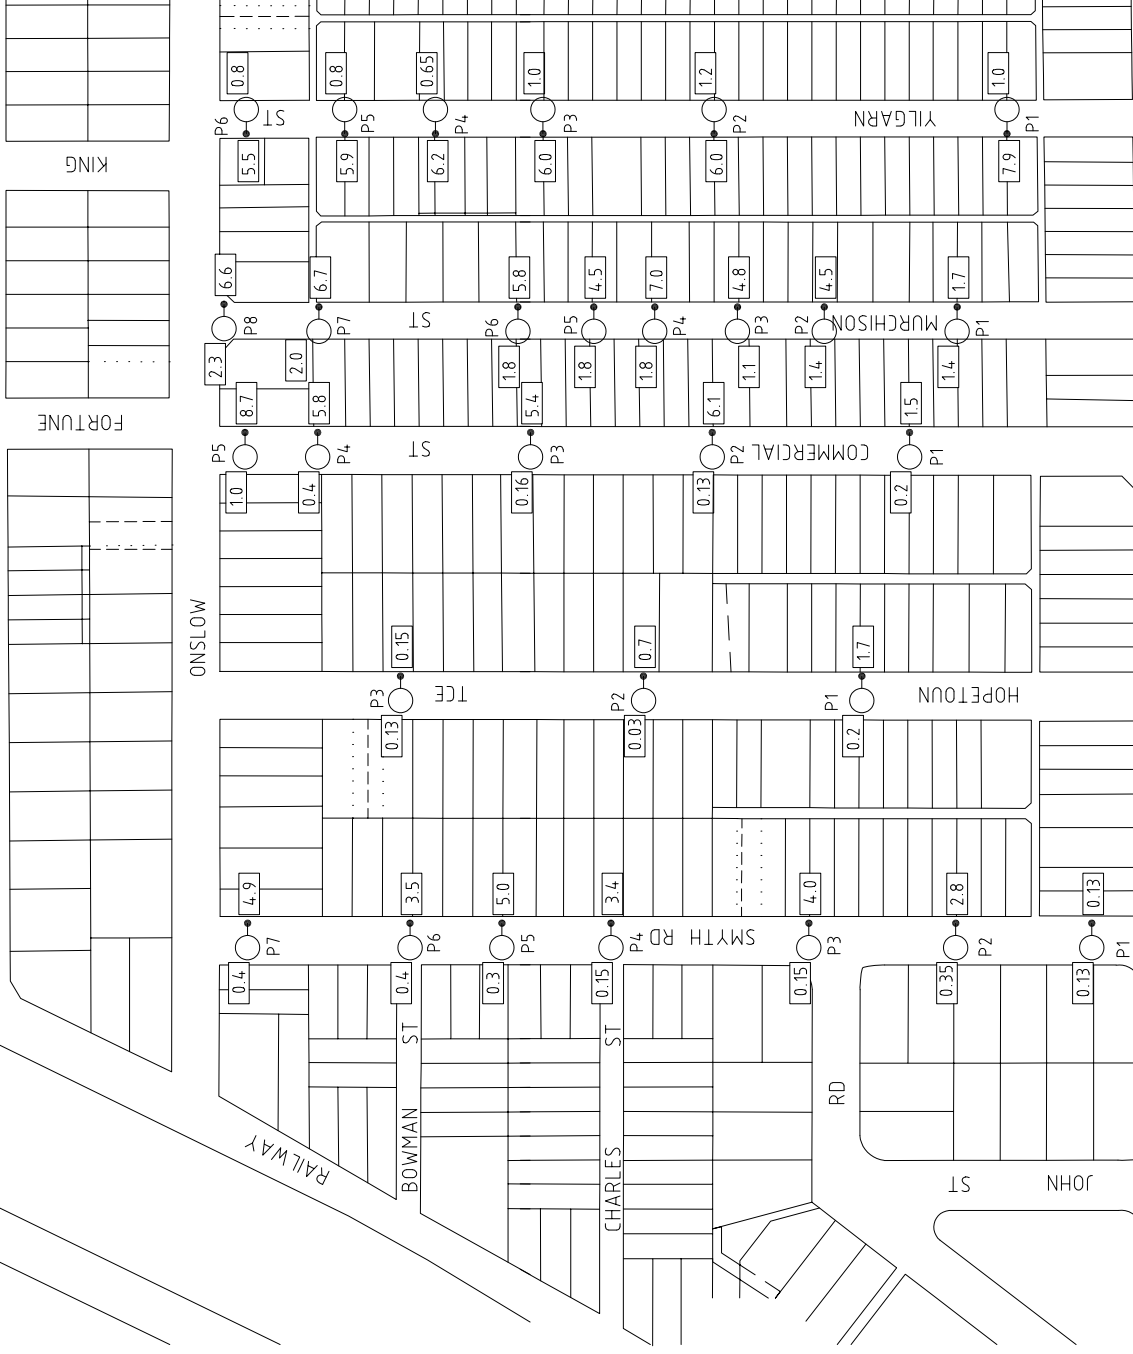 0.8
0.8
0.65
1.0
1.2
1.0
P6
ST
P5
P4
P3
P2
YILGARN
P1
KING
5.5
5.9
6.2
6.0
6.0
7.9
6.6
6.7
5.8
4.5
7.0
4.8
4.5
1.7
P8
P7
ST
P6
P5
P4
P3
P2
MURCHISON
P1
2.3
2.0
1.8
1.8
1.8
1.1
1.4
1.4
8.7
5.8
5.4
6.1
1.5
FORTUNE
P5
P4
ST
P3
P2
COMMERCIAL
P1
1.0
0.4
0.16
0.13
0.2
ONSLOW
0.15
0.7
1.7
P3
TCE
P2
P1
HOPETOUN
0.13
0.03
0.2
4.9
3.5
5.0
3.4
4.0
2.8
0.13
P7
P6
P5
P4
SMYTH RD
P3
P2
P1
0.4
0.4
0.3
0.15
0.15
0.35
0.13
BOWMAN ST
CHARLES ST
RD
RAILWAY
JOHN ST